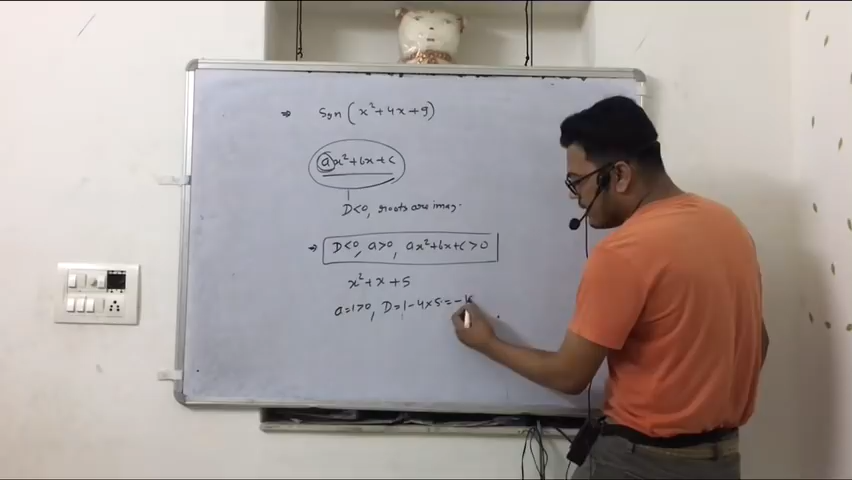 ⇒ Sgn (x²+4x+9)
ax²+bx+c
D<0, roots are imag.
⇒ D<0, a>0, ax²+bx+c>0
x²+x+5
a=1>0, D=1-4×5=-1